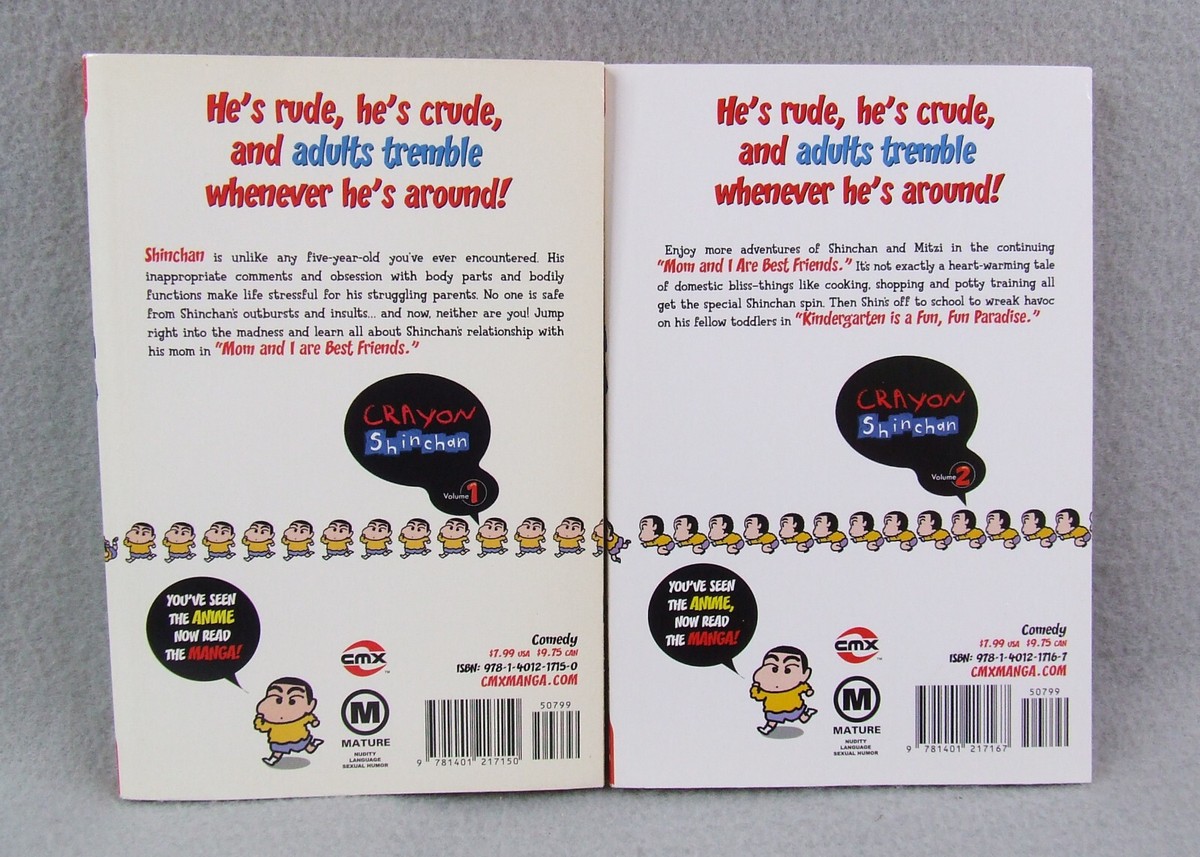 He's rude, he's crude,
and adults tremble
whenever he's around!
Shinchan is unlike any five-year-old you've ever encountered. His
inappropriate comments and obsession with body parts and bodily
functions make life stressful for his struggling parents. No one is safe
from Shinchan's outbursts and insults... and now, neither are you! Jump
right into the madness and learn all about Shinchan's relationship with
his mom in "Mom and I are Best Friends."
CRAYON
Shinchan
Volume 1
YOU'VE SEEN
THE ANIME
NOW READ
THE MANGA!
CMX
M
MATURE
NUDITY
LANGUAGE
SEXUAL HUMOR
Comedy
$7.99 USA $9.75 CAN
ISBN: 978-1-4012-1715-0
CMXMANGA.COM
50799
9 781401 217150
He's rude, he's crude,
and adults tremble
whenever he's around!
Enjoy more adventures of Shinchan and Mitzi in the continuing
"Mom and I Are Best Friends." It's not exactly a heart-warming tale
of domestic bliss-things like cooking, shopping and potty training all
get the special Shinchan spin. Then Shin's off to school to wreak havoc
on his fellow toddlers in "Kindergarten is a Fun, Fun Paradise."
CRAYON
Shinchan
Volume 2
YOU'VE SEEN
THE ANIME,
NOW READ
THE MANGA!
CMX
M
MATURE
NUDITY
LANGUAGE
SEXUAL HUMOR
Comedy
$7.99 USA $9.75 CAN
ISBN: 978-1-4012-1716-7
CMXMANGA.COM
50799
9 781401 217167